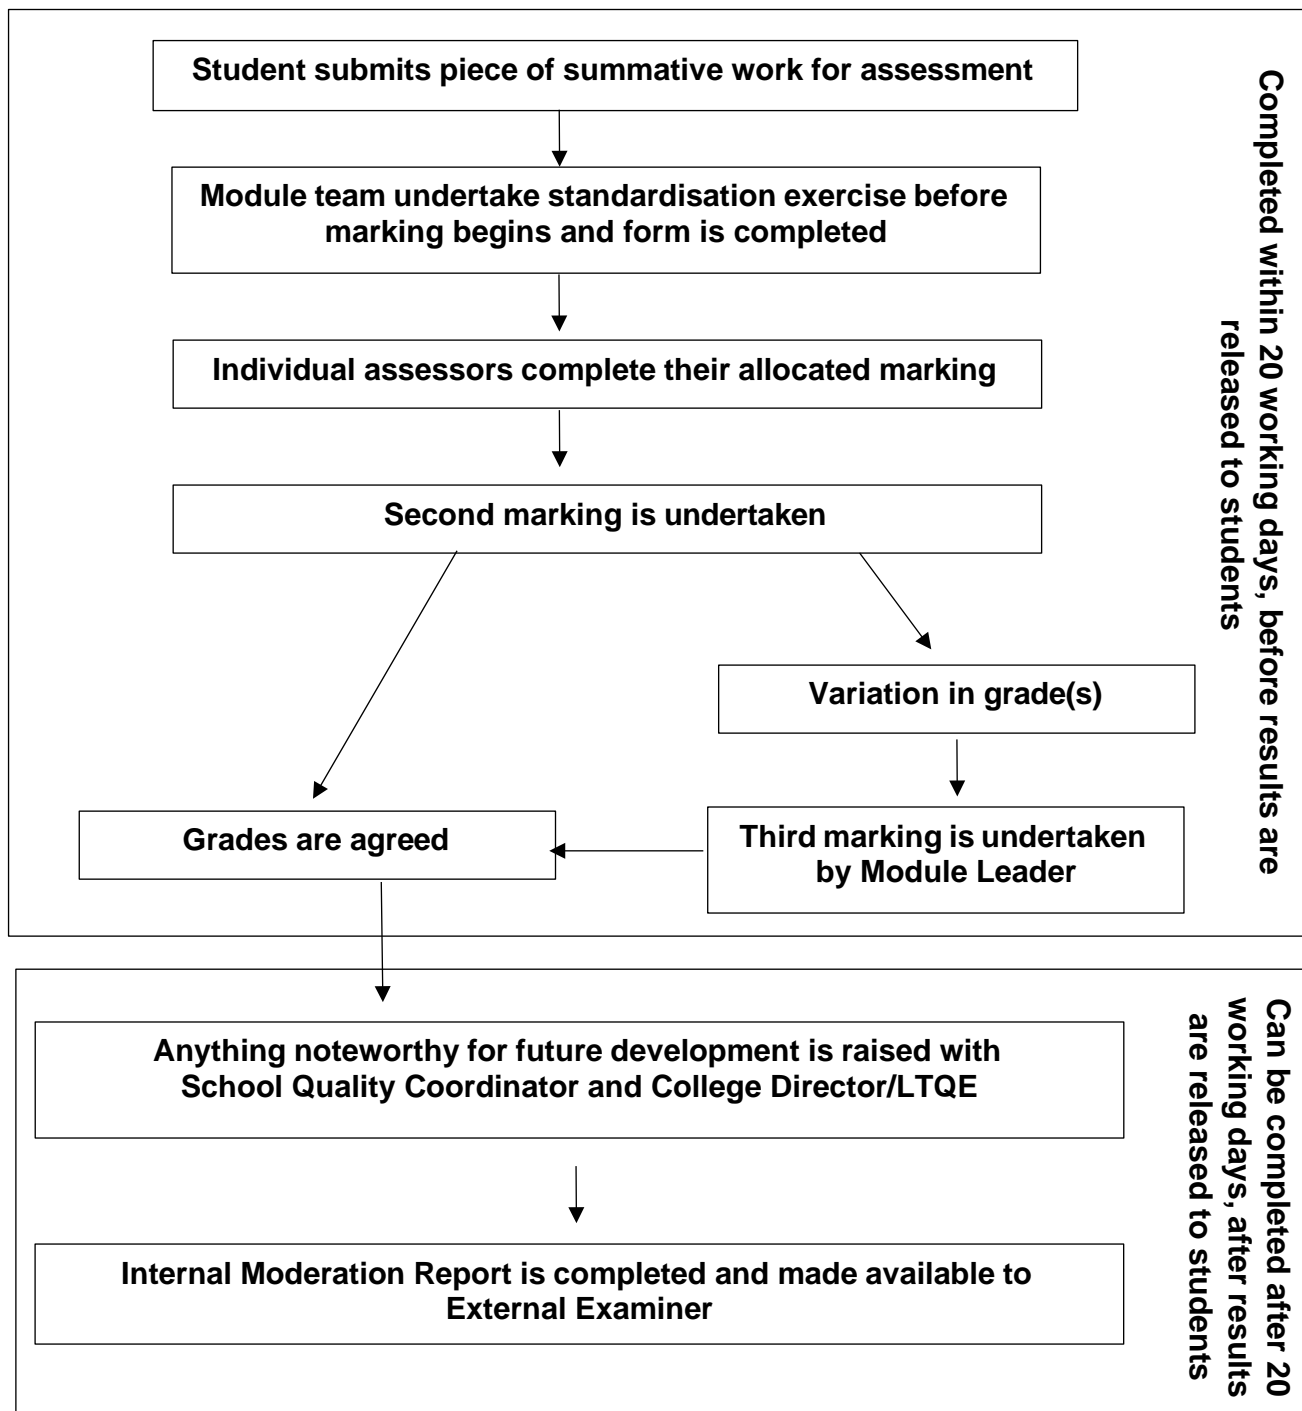 Student submits piece of summative work for assessment
Module team undertake standardisation exercise before
marking begins and form is completed
Individual assessors complete their allocated marking
Second marking is undertaken
Variation in grade(s)
Grades are agreed
Third marking is undertaken
by Module Leader
Completed within 20 working days, before results are
released to students
Anything noteworthy for future development is raised with
School Quality Coordinator and College Director/LTQE
Internal Moderation Report is completed and made available to
External Examiner
Can be completed after 20
working days, after results
are released to students